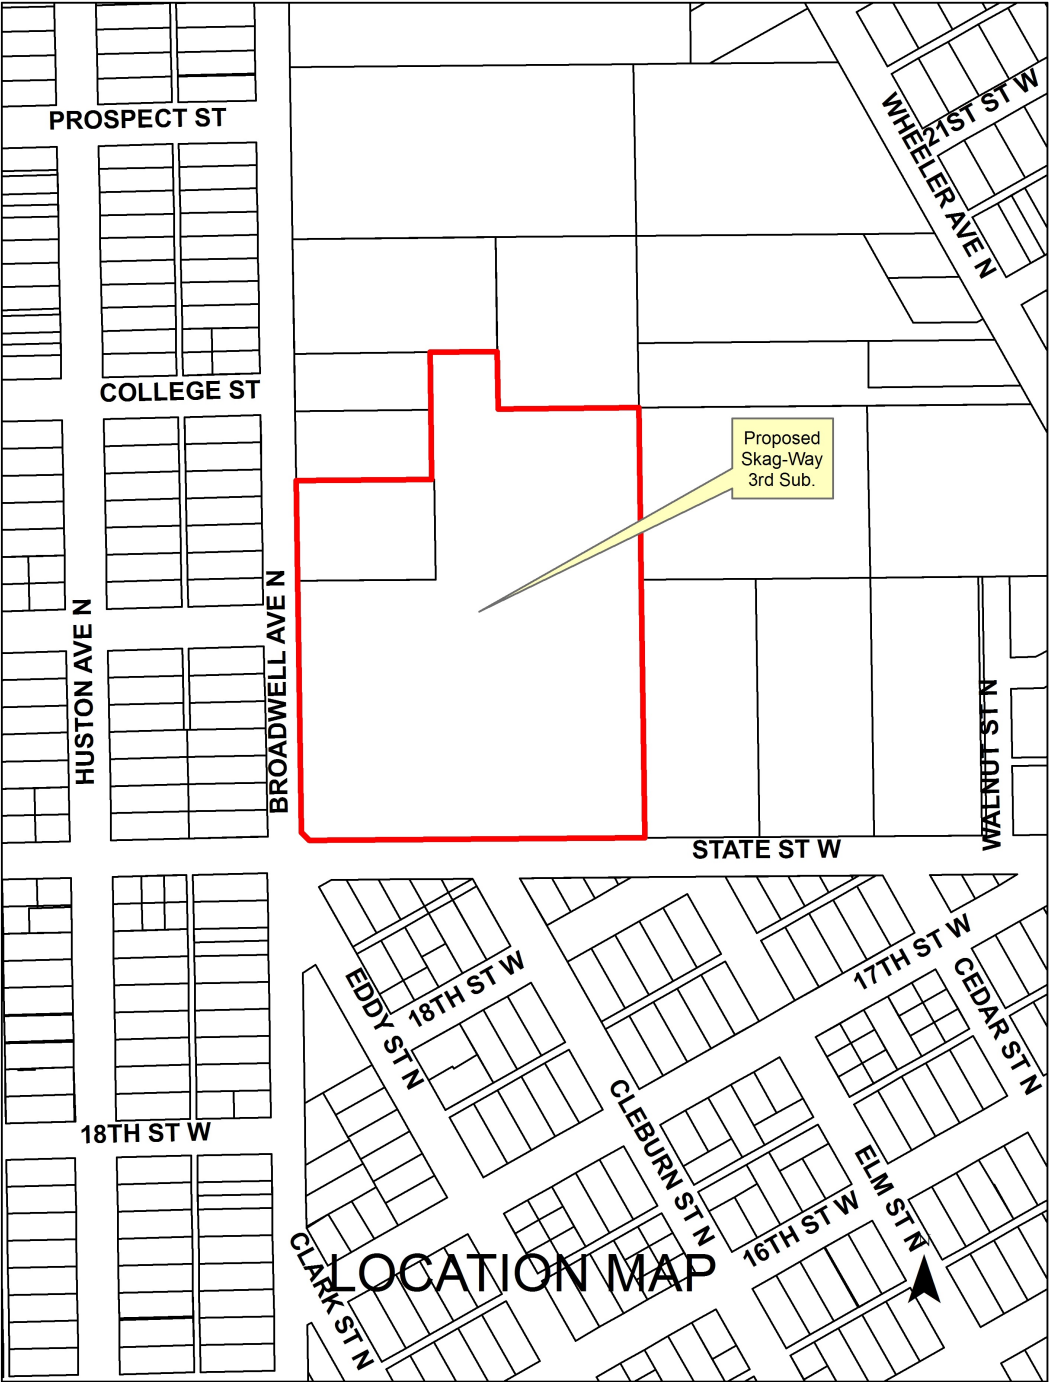 PROSPECT ST
21ST ST W
WHEELER AVE N
COLLEGE ST
Proposed
Skag-Way
3rd Sub.
HUSTON AVE N
BROADWELL AVE N
WALNUT ST N
STATE ST W
EDDY ST N
18TH ST W
17TH ST W
CEDAR ST N
CLEBURN ST N
18TH ST W
ELM ST N
16TH ST W
CLARK ST N
LOCATION MAP